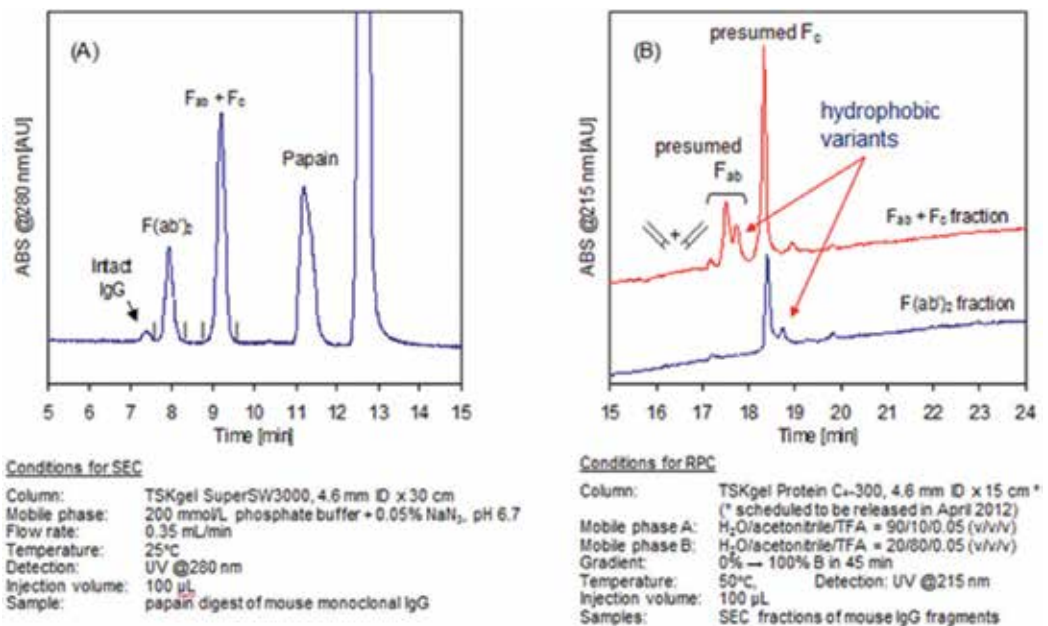 (A)
ABS @280 nm[AU]
Intact
IgG
F(ab')₂
Fab + Fc
Papain
5 6 7 8 9 10 11 12 13 14 15
Time [min]
Conditions for SEC
Column: TSKgel SuperSW3000, 4.6 mm ID x 30 cm
Mobile phase: 200 mmol/L phosphate buffer + 0.05% NaN₃, pH 6.7
Flow rate: 0.35 mL/min
Temperature: 25°C
Detection: UV @280 nm
Injection volume: 100 µL
Sample: papain digest of mouse monoclonal IgG
(B)
ABS @215 nm[AU]
presumed Fc
hydrophobic
variants
presumed
Fab
+
Fab + Fc fraction
F(ab')₂ fraction
15 16 17 18 19 20 21 22 23 24
Time [min]
Conditions for RPC
Column: TSKgel Protein C₄-300, 4.6 mm ID x 15 cm *
(* scheduled to be released in April 2012)
Mobile phase A: H₂O/acetonitrile/TFA = 90/10/0.05 (v/v/v)
Mobile phase B: H₂O/acetonitrile/TFA = 20/80/0.05 (v/v/v)
Gradient: 0% → 100% B in 45 min
Temperature: 50°C, Detection: UV @215 nm
Injection volume: 100 µL
Samples: SEC fractions of mouse IgG fragments